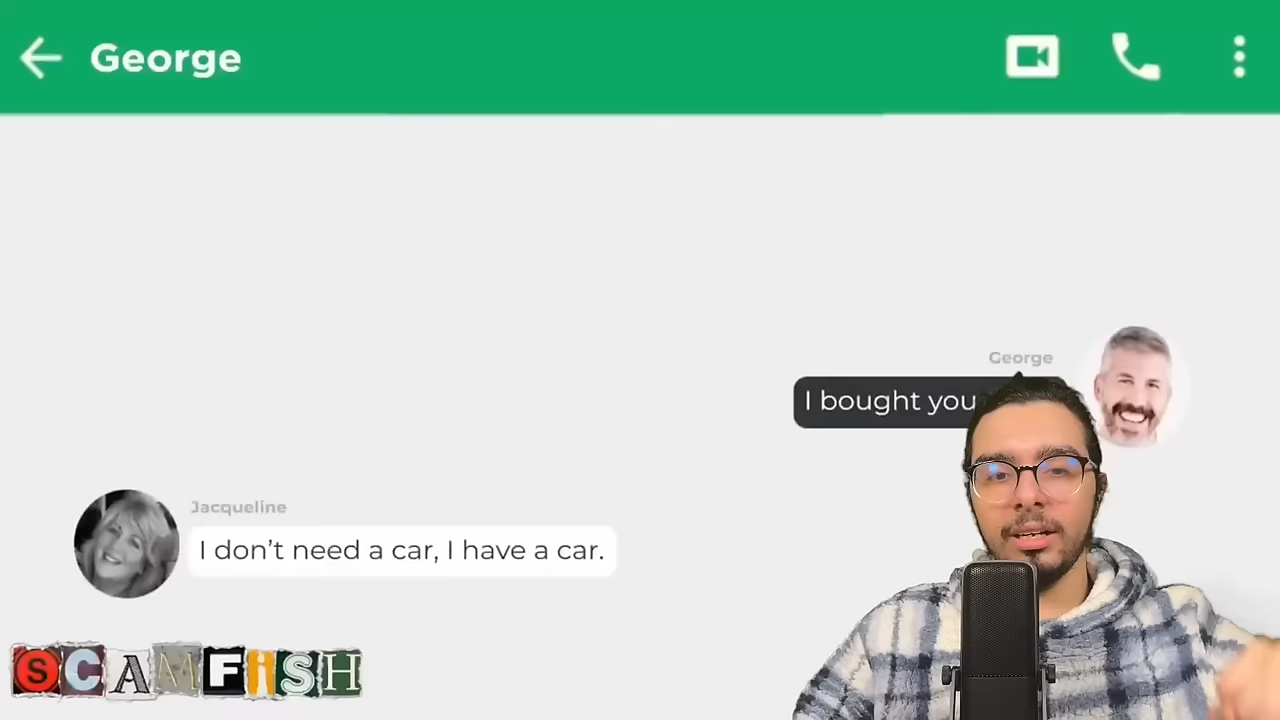 George
George
I bought you
Jacqueline
I don't need a car, I have a car.
SCAMFISH